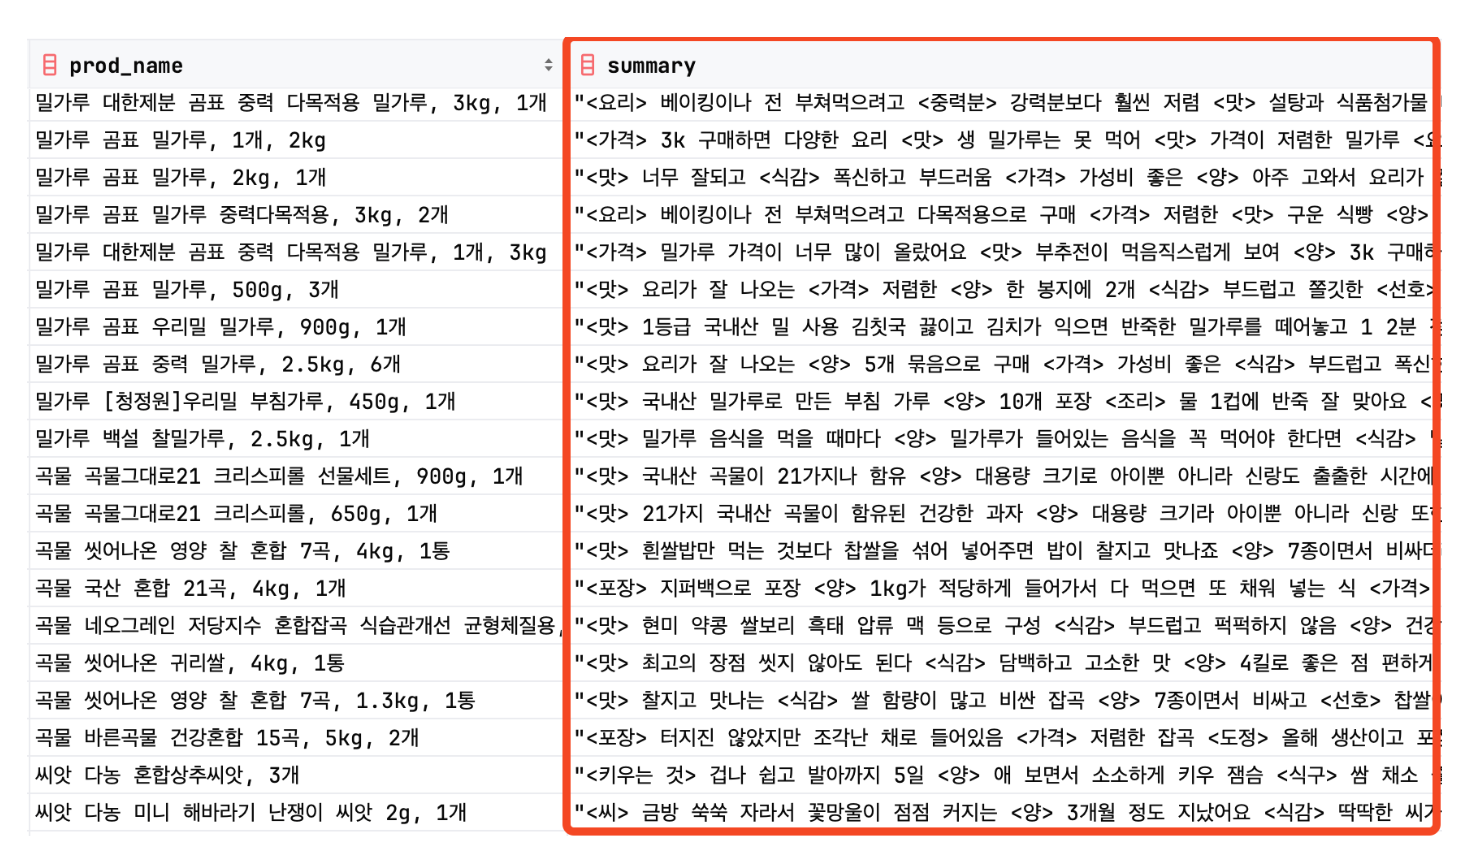 prod_name summary
밀가루 대한제분 곰표 중력 다목적용 밀가루, 3kg, 1개 "<요리> 베이킹이나 전 부쳐먹으려고 <중력분> 강력분보다 훨씬 저렴 <맛> 설탕과 식품첨가물
밀가루 곰표 밀가루, 1개, 2kg "<가격> 3k 구매하면 다양한 요리 <맛> 생 밀가루는 못 먹어 <맛> 가격이 저렴한 밀가루
밀가루 곰표 밀가루, 2kg, 1개 "<맛> 너무 잘되고 <식감> 폭신하고 부드러움 <가격> 가성비 좋은 <양> 아주 고와서 요리가
밀가루 곰표 밀가루 중력다목적용, 3kg, 2개 "<요리> 베이킹이나 전 부쳐먹으려고 다목적용으로 구매 <가격> 저렴한 <맛> 구운 식빵 <양>
밀가루 대한제분 곰표 중력 다목적용 밀가루, 1개, 3kg "<가격> 밀가루 가격이 너무 많이 올랐어요 <맛> 부추전이 먹음직스럽게 보여 <양> 3k 구매하
밀가루 곰표 밀가루, 500g, 3개 "<맛> 요리가 잘 나오는 <가격> 저렴한 <양> 한 봉지에 2개 <식감> 부드럽고 쫄깃한 <선호>
밀가루 곰표 우리밀 밀가루, 900g, 1개 "<맛> 1등급 국내산 밀 사용 김칫국 끓이고 김치가 익으면 반죽한 밀가루를 떼어놓고 1 2분
밀가루 곰표 중력 밀가루, 2.5kg, 6개 "<맛> 요리가 잘 나오는 <양> 5개 묶음으로 구매 <가격> 가성비 좋은 <식감> 부드럽고 폭신
밀가루 [청정원]우리밀 부침가루, 450g, 1개 "<맛> 국내산 밀가루로 만든 부침 가루 <양> 10개 포장 <조리> 물 1컵에 반죽 잘 맞아요
밀가루 백설 찰밀가루, 2.5kg, 1개 "<맛> 밀가루 음식을 먹을 때마다 <양> 밀가루가 들어있는 음식을 꼭 먹어야 한다면 <식감>
곡물 곡물그대로21 크리스피롤 선물세트, 900g, 1개 "<맛> 국내산 곡물이 21가지나 함유 <양> 대용량 크기로 아이뿐 아니라 신랑도 출출한 시간에
곡물 곡물그대로21 크리스피롤, 650g, 1개 "<맛> 21가지 국내산 곡물이 함유된 건강한 과자 <양> 대용량 크기라 아이뿐 아니라 신랑
곡물 씻어나온 영양 찰 혼합 7곡, 4kg, 1통 "<맛> 흰쌀밥만 먹는 것보다 찹쌀을 섞어 넣어주면 밥이 찰지고 맛나죠 <양> 7종이면서
곡물 국산 혼합 21곡, 4kg, 1개 "<포장> 지퍼백으로 포장 <양> 1kg가 적당하게 들어가서 다 먹으면 또 채워 넣는 식 <가격>
곡물 네오그레인 저당지수 혼합잡곡 식습관개선 균형체질용, "<맛> 현미 약콩 쌀보리 흑태 압류 맥 등으로 구성 <식감> 부드럽고 퍽퍽하지 않음 <양>
곡물 씻어나온 귀리쌀, 4kg, 1통 "<맛> 최고의 장점 씻지 않아도 된다 <식감> 담백하고 고소한 맛 <양> 4킬로 좋은 점 편하게
곡물 씻어나온 영양 찰 혼합 7곡, 1.3kg, 1통 "<맛> 찰지고 맛나는 <식감> 쌀 함량이 많고 비싼 잡곡 <양> 7종이면서 비싸고 <선호> 찹쌀
곡물 바른곡물 건강혼합 15곡, 5kg, 2개 "<포장> 터지진 않았지만 조각난 채로 들어있음 <가격> 저렴한 잡곡 <도정> 올해 생산이고
씨앗 다농 혼합상추씨앗, 3개 "<키우는 것> 겁나 쉽고 발아까지 5일 <양> 애 보면서 소소하게 키우 잼슴 <식구> 쌈 채소
씨앗 다농 미니 해바라기 난쟁이 씨앗 2g, 1개 "<씨> 금방 쑥쑥 자라서 꽃망울이 점점 커지는 <양> 3개월 정도 지났어요 <식감> 딱딱한